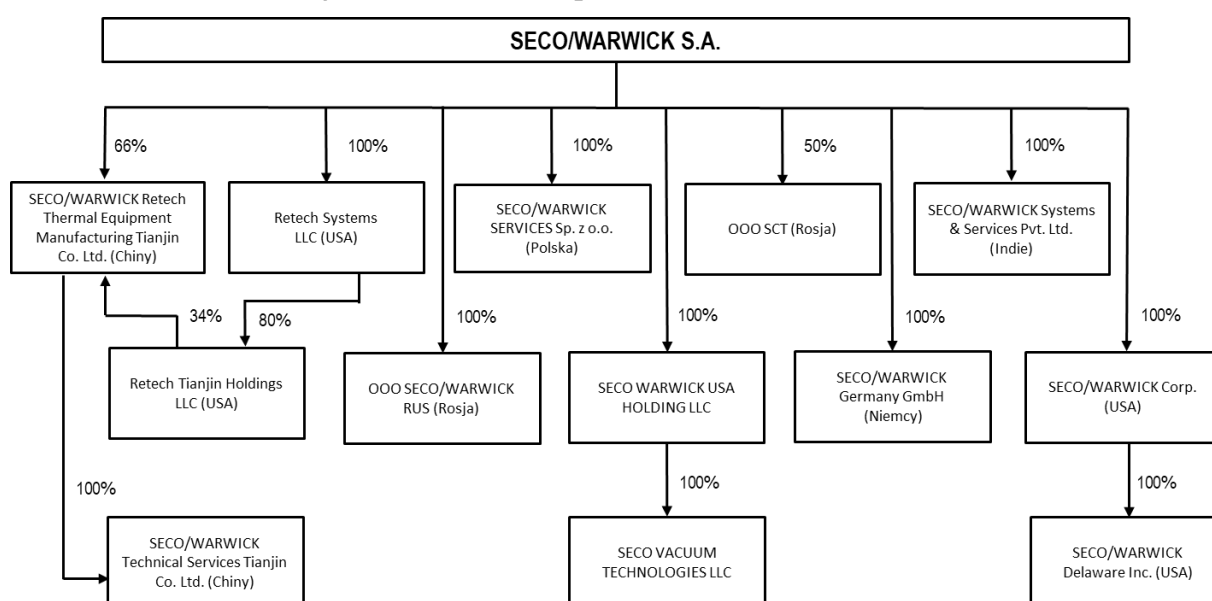 SECO/WARWICK S.A.
66%
100%
100%
50%
100%
SECO/WARWICK Retech
Thermal Equipment
Manufacturing Tianjin
Co. Ltd. (Chiny)
Retech Systems
LLC (USA)
SECO/WARWICK
SERVICES Sp. z o.o.
(Polska)
OOO SCT (Rosja)
SECO/WARWICK Systems
& Services Pvt. Ltd.
(Indie)
34%
80%
100%
100%
100%
100%
Retech Tianjin Holdings
LLC (USA)
OOO SECO/WARWICK
RUS (Rosja)
SECO WARWICK USA
HOLDING LLC
SECO/WARWICK
Germany GmbH
(Niemcy)
SECO/WARWICK Corp.
(USA)
100%
100%
100%
SECO/WARWICK
Technical Services Tianjin
Co. Ltd. (Chiny)
SECO VACUUM
TECHNOLOGIES LLC
SECO/WARWICK
Delaware Inc. (USA)